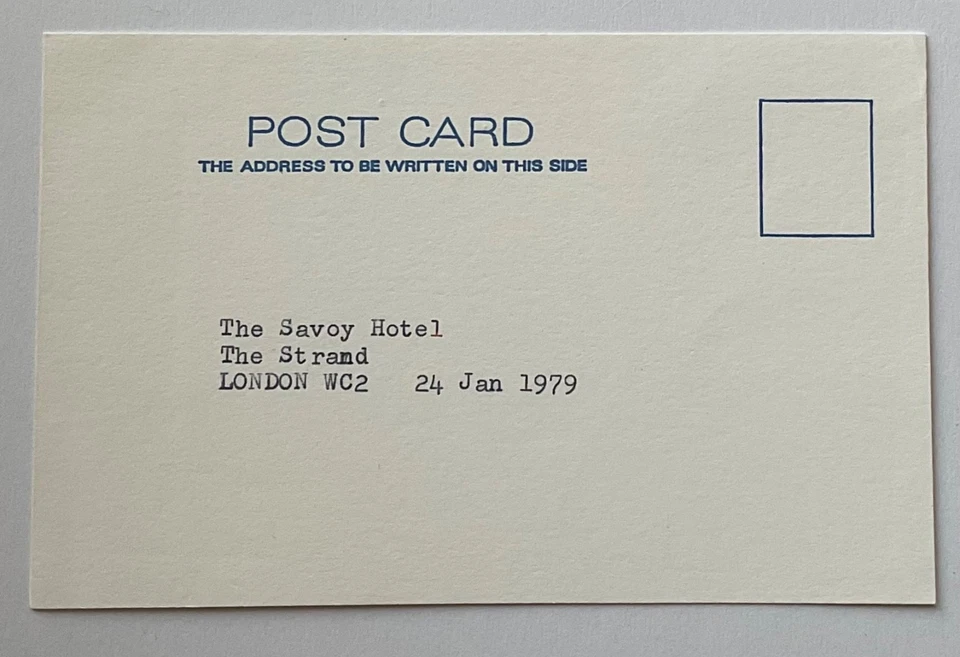 POST CARD
THE ADDRESS TO BE WRITTEN ON THIS SIDE
The Savoy Hotel
The Strand
LONDON WC2   24 Jan 1979